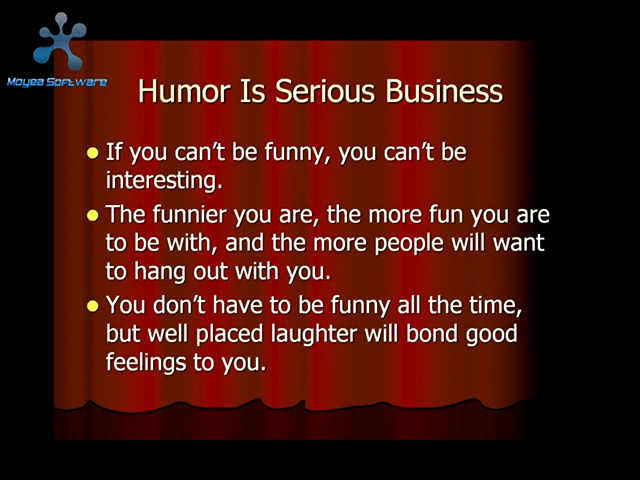 Moyea Software
Humor Is Serious Business
If you can't be funny, you can't be
interesting.
The funnier you are, the more fun you are
to be with, and the more people will want
to hang out with you.
You don't have to be funny all the time,
but well placed laughter will bond good
feelings to you.